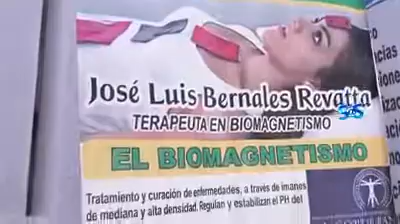 José Luis Bernales Revatta
TERAPEUTA EN BIOMAGNETISMO
EL BIOMAGNETISMO
Tratamiento y curación de enfermedades, a través de imanes
de mediana y alta densidad. Regulan y estabilizan el PH del